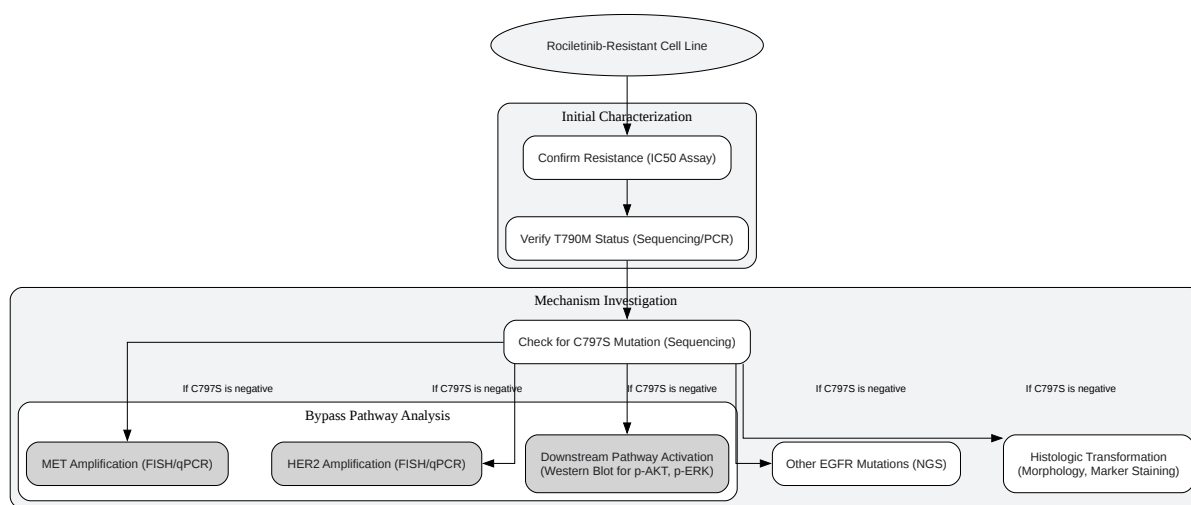 Rociletinib-Resistant Cell Line
Initial Characterization
Confirm Resistance (IC50 Assay)
Verify T790M Status (Sequencing/PCR)
Mechanism Investigation
Check for C797S Mutation (Sequencing)
If C797S is negative
If C797S is negative
If C797S is negative
If C797S is negative
If C797S is negative
Bypass Pathway Analysis
MET Amplification (FISH/qPCR)
HER2 Amplification (FISH/qPCR)
Downstream Pathway Activation
(Western Blot for p-AKT, p-ERK)
Other EGFR Mutations (NGS)
Histologic Transformation
(Morphology, Marker Staining)